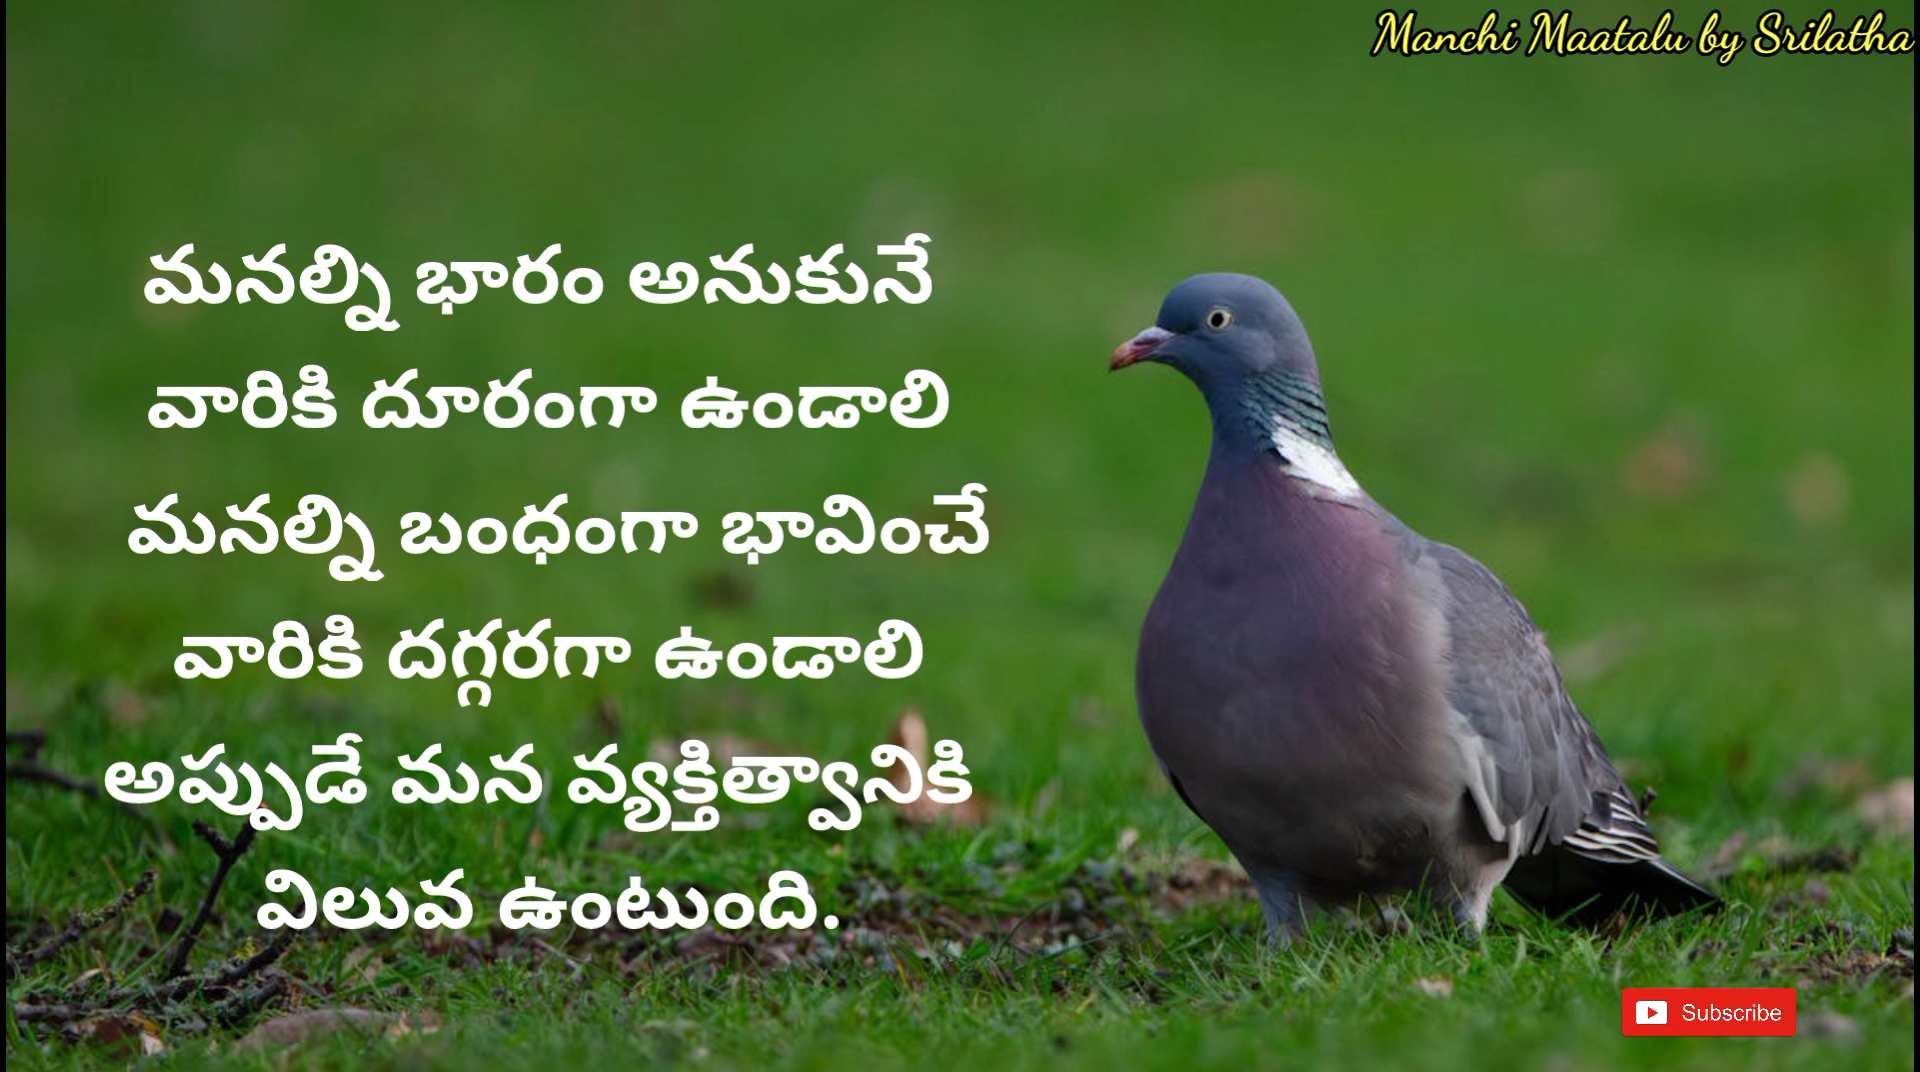 Manchi Maatalu by Srilatha
మనల్ని భారం అనుకునే
వారికి దూరంగా ఉండాలి
మనల్ని బంధంగా భావించే
వారికి దగ్గరగా ఉండాలి
అప్పుడే మన వ్యక్తిత్వానికి
విలువ ఉంటుంది.
Subscribe